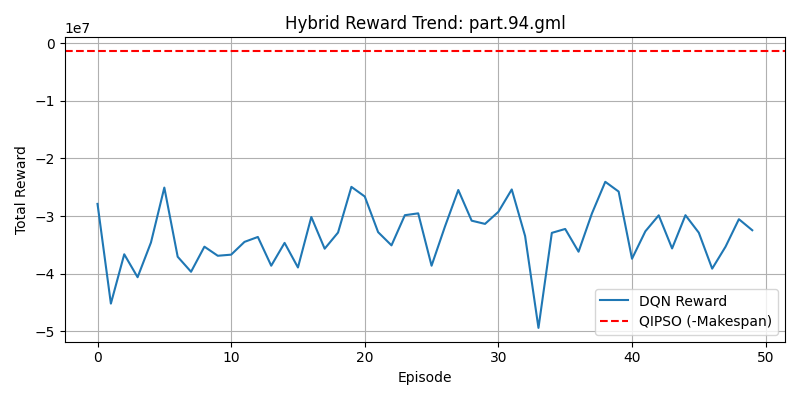 Hybrid Reward Trend: part.94.gml
1e7
0
−1
−2
−3
−4
−5
Total Reward
0 10 20 30 40 50
Episode
DQN Reward
QIPSO (-Makespan)